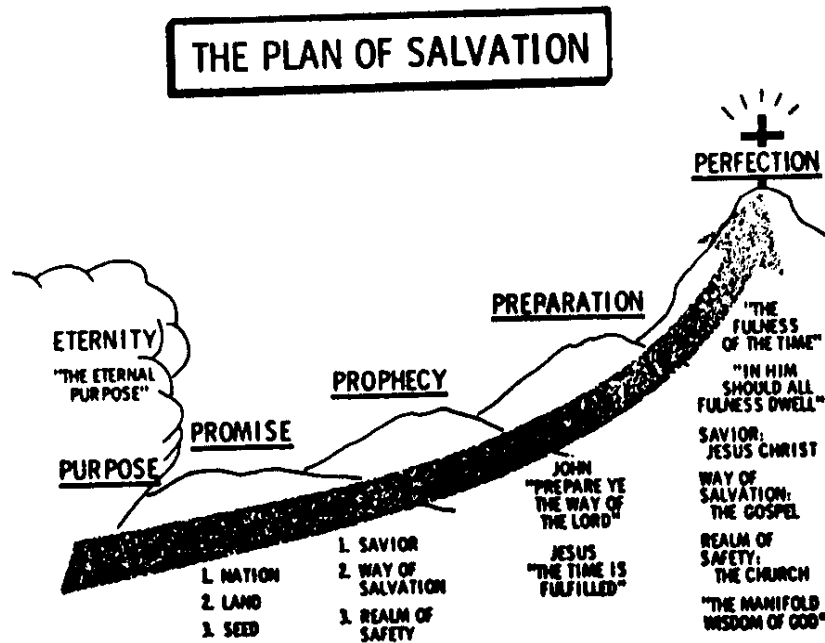 THE PLAN OF SALVATION
PERFECTION
PREPARATION
PROPHECY
PROMISE
ETERNITY
"THE ETERNAL
PURPOSE"
PURPOSE
1. NATION
2. LAND
3. SEED
1. SAVIOR
2. WAY OF
SALVATION
3. REALM OF
SAFETY
JOHN
"PREPARE YE
THE WAY OF
THE LORD"
JESUS
"THE TIME IS
FULFILLED"
"THE
FULNESS
OF THE TIME"
"IN HIM
SHOULD ALL
FULNESS DWELL"
SAVIOR:
JESUS CHRIST
WAY OF
SALVATION:
THE GOSPEL
REALM OF
SAFETY:
THE CHURCH
"THE MANIFOLD
WISDOM OF GOD"